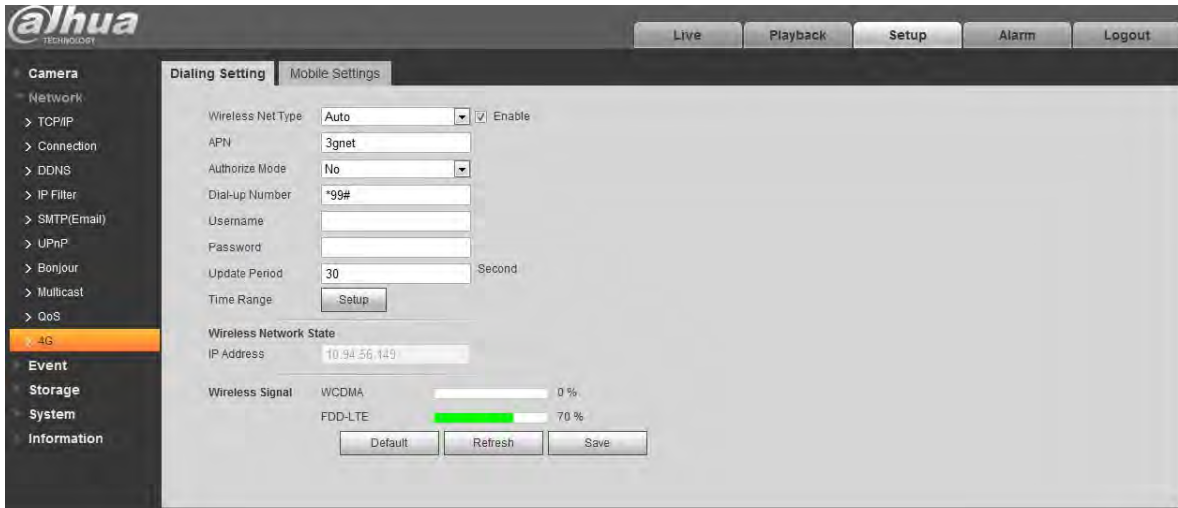 alhua
TECHNOLOGY
Live Playback Setup Alarm Logout
Camera
Network
> TCP/IP
> Connection
> DDNS
> IP Filter
> SMTP(Email)
> UPnP
> Bonjour
> Multicast
> QoS
> 4G
Event
Storage
System
Information
Dialing Setting Mobile Settings
Wireless Net Type Auto Enable
APN 3gnet
Authorize Mode No
Dial-up Number *99#
Username
Password
Update Period 30 Second
Time Range Setup
Wireless Network State
IP Address 10.94.56.149
Wireless Signal WCDMA 0 %
FDD-LTE 70 %
Default Refresh Save